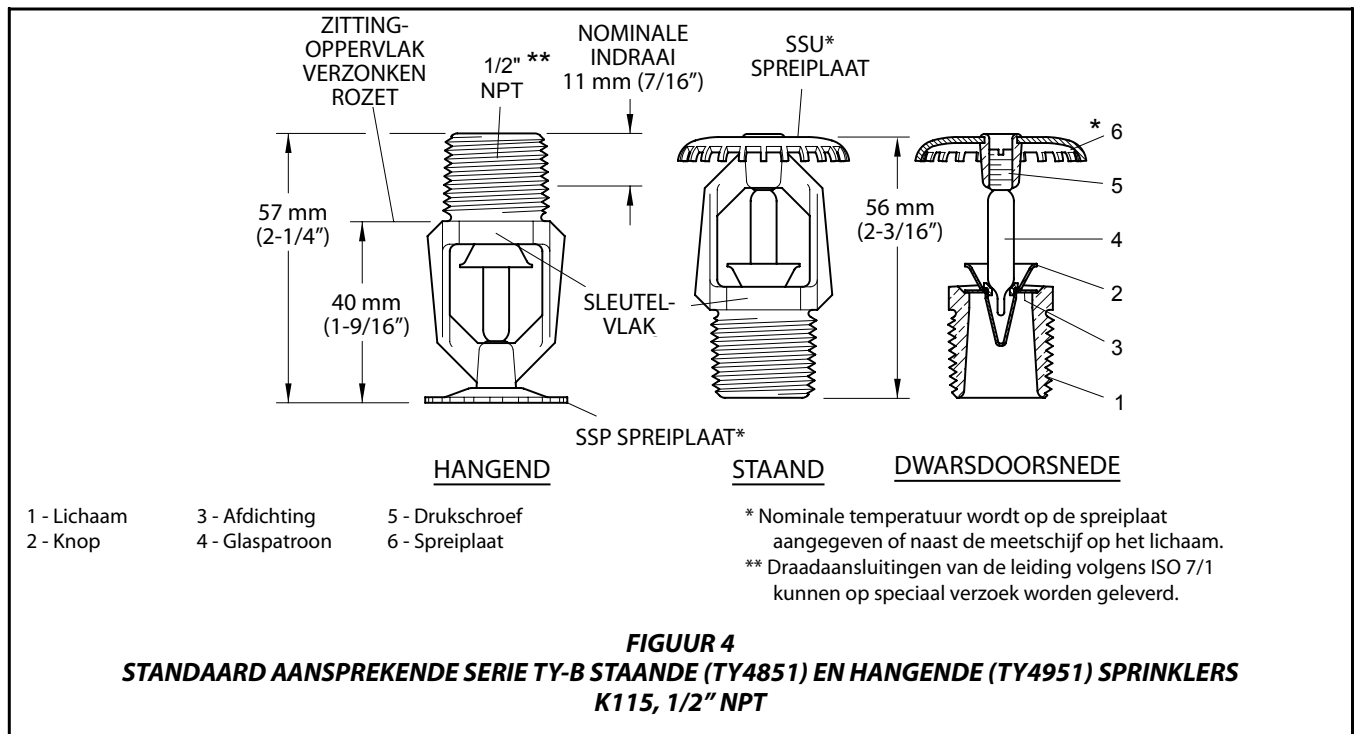 ZITTING-
OPPERVLAK
VERZONKEN
ROZET
1/2" **
NPT
NOMINALE
INDRAAI
11 mm (7/16”)
SSU*
SPREIPLAAT
* 6
5
4
2
3
1
57 mm
(2-1/4”)
40 mm
(1-9/16”)
SLEUTEL-
VLAK
56 mm
(2-3/16”)
SSP SPREIPLAAT*
HANGEND
STAAND
DWARSDOORSNEDE
1 - Lichaam
2 - Knop
3 - Afdichting
4 - Glaspatroon
5 - Drukschroef
6 - Spreiplaat
* Nominale temperatuur wordt op de spreiplaat
aangegeven of naast de meetschijf op het lichaam.
** Draadaansluitingen van de leiding volgens ISO 7/1
kunnen op speciaal verzoek worden geleverd.
FIGUUR 4
STANDAARD AANSPREKENDE SERIE TY-B STAANDE (TY4851) EN HANGENDE (TY4951) SPRINKLERS
K115, 1/2” NPT